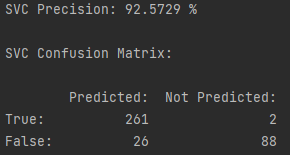 SVC Precision: 92.5729 %
SVC Confusion Matrix:
Predicted: Not Predicted:
True: 261 2
False: 26 88